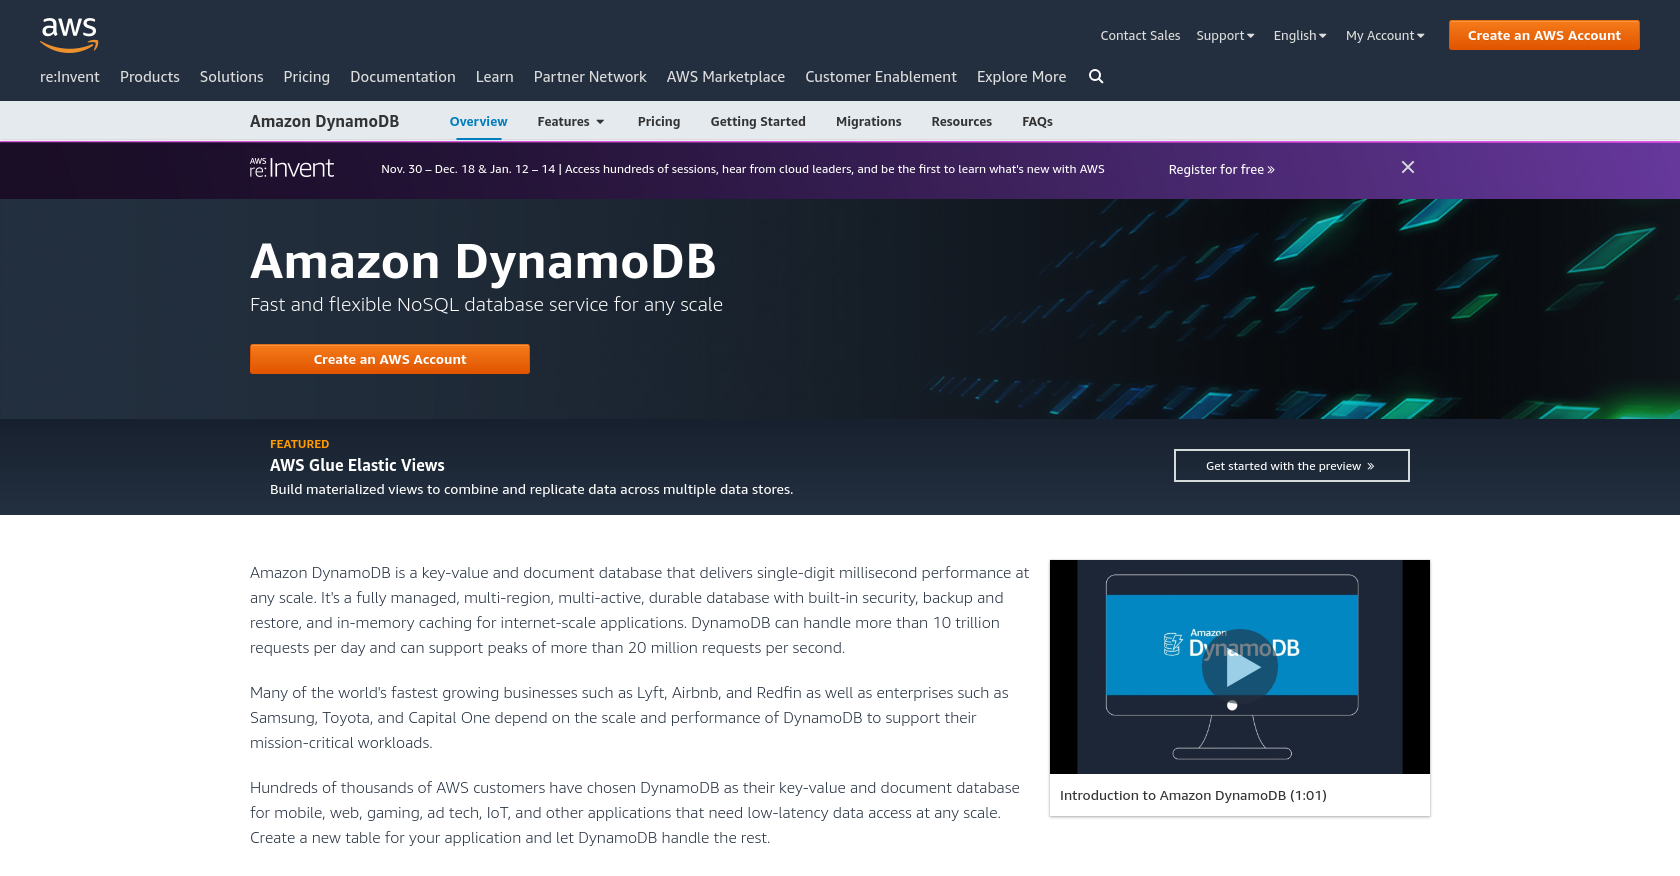 aws
Contact Sales Support English My Account Create an AWS Account
re:Invent Products Solutions Pricing Documentation Learn Partner Network AWS Marketplace Customer Enablement Explore More
Amazon DynamoDB Overview Features Pricing Getting Started Migrations Resources FAQs
AWS
re:Invent Nov. 30 – Dec. 18 & Jan. 12 – 14 | Access hundreds of sessions, hear from cloud leaders, and be the first to learn what's new with AWS Register for free »
Amazon DynamoDB
Fast and flexible NoSQL database service for any scale
Create an AWS Account
FEATURED
AWS Glue Elastic Views
Build materialized views to combine and replicate data across multiple data stores.
Get started with the preview »
Amazon DynamoDB is a key-value and document database that delivers single-digit millisecond performance at
any scale. It's a fully managed, multi-region, multi-active, durable database with built-in security, backup and
restore, and in-memory caching for internet-scale applications. DynamoDB can handle more than 10 trillion
requests per day and can support peaks of more than 20 million requests per second.
Many of the world's fastest growing businesses such as Lyft, Airbnb, and Redfin as well as enterprises such as
Samsung, Toyota, and Capital One depend on the scale and performance of DynamoDB to support their
mission-critical workloads.
Hundreds of thousands of AWS customers have chosen DynamoDB as their key-value and document database
for mobile, web, gaming, ad tech, IoT, and other applications that need low-latency data access at any scale.
Create a new table for your application and let DynamoDB handle the rest.
Amazon
DynamoDB
Introduction to Amazon DynamoDB (1:01)